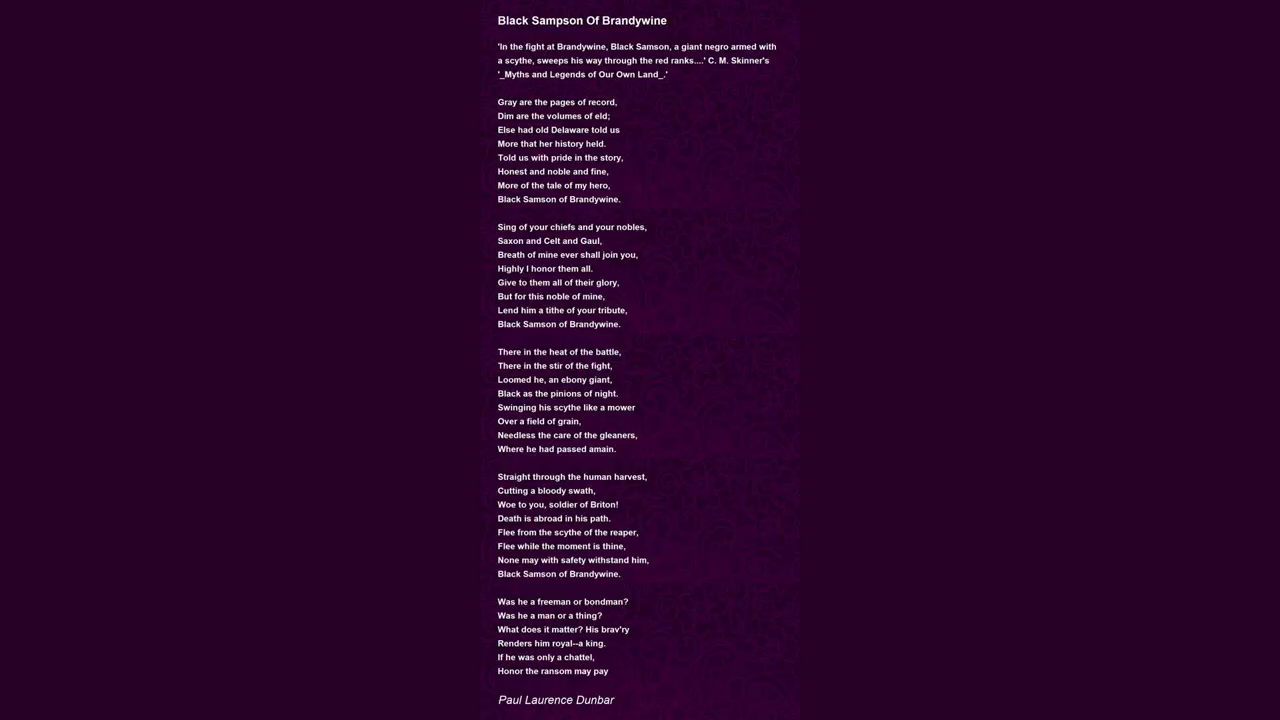 Black Sampson Of Brandywine
'In the fight at Brandywine, Black Samson, a giant negro armed with
a scythe, sweeps his way through the red ranks....' C. M. Skinner's
'_Myths and Legends of Our Own Land_.'
Gray are the pages of record,
Dim are the volumes of eld;
Else had old Delaware told us
More that her history held.
Told us with pride in the story,
Honest and noble and fine,
More of the tale of my hero,
Black Samson of Brandywine.
Sing of your chiefs and your nobles,
Saxon and Celt and Gaul,
Breath of mine ever shall join you,
Highly I honor them all.
Give to them all of their glory,
But for this noble of mine,
Lend him a tithe of your tribute,
Black Samson of Brandywine.
There in the heat of the battle,
There in the stir of the fight,
Loomed he, an ebony giant,
Black as the pinions of night.
Swinging his scythe like a mower
Over a field of grain,
Needless the care of the gleaners,
Where he had passed amain.
Straight through the human harvest,
Cutting a bloody swath,
Woe to you, soldier of Briton!
Death is abroad in his path.
Flee from the scythe of the reaper,
Flee while the moment is thine,
None may with safety withstand him,
Black Samson of Brandywine.
Was he a freeman or bondman?
Was he a man or a thing?
What does it matter? His brav'ry
Renders him royal--a king.
If he was only a chattel,
Honor the ransom may pay
Paul Laurence Dunbar